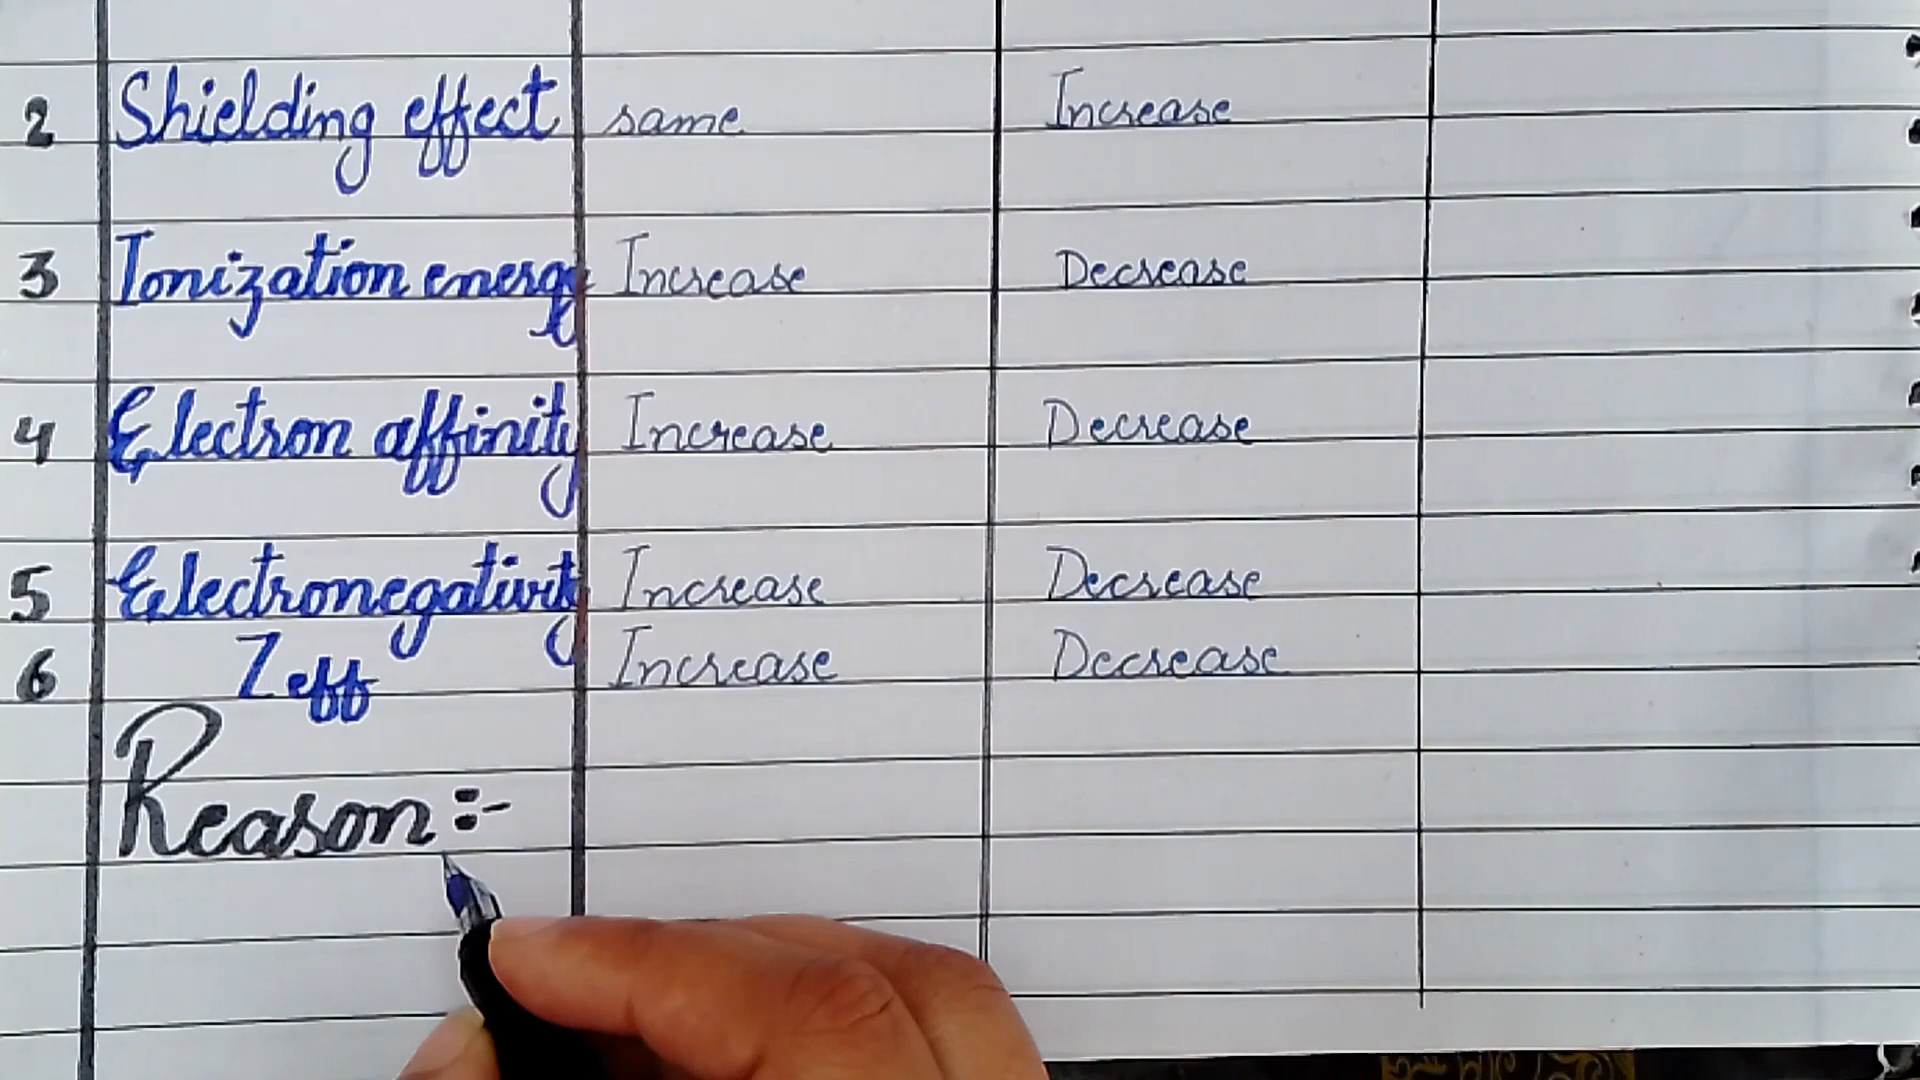 2 Shielding effect same Increase
3 Ionization energy Increase Decrease
4 Electron affinity Increase Decrease
5 Electronegativity Increase Decrease
6 Zeff Increase Decrease
Reason :-